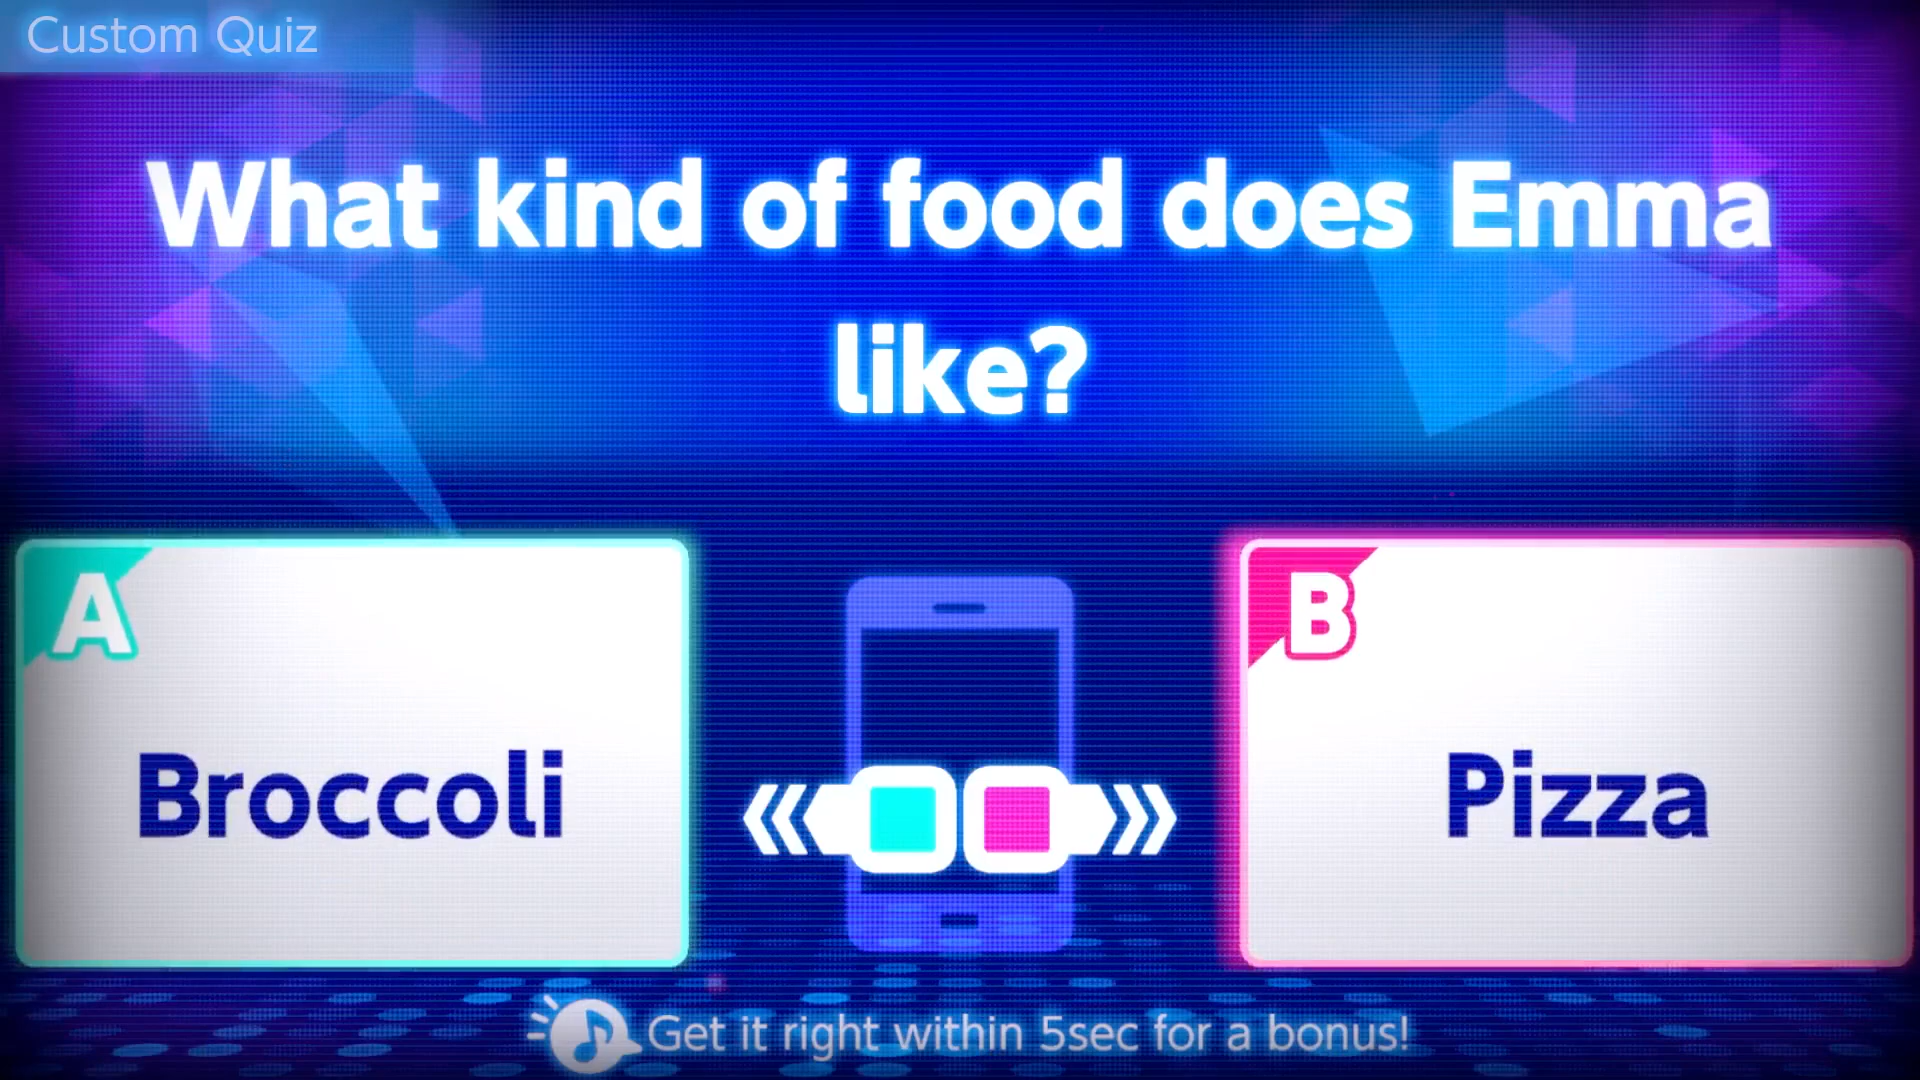 Custom Quiz
What kind of food does Emma
like?
A
Broccoli
B
Pizza
Get it right within 5sec for a bonus!